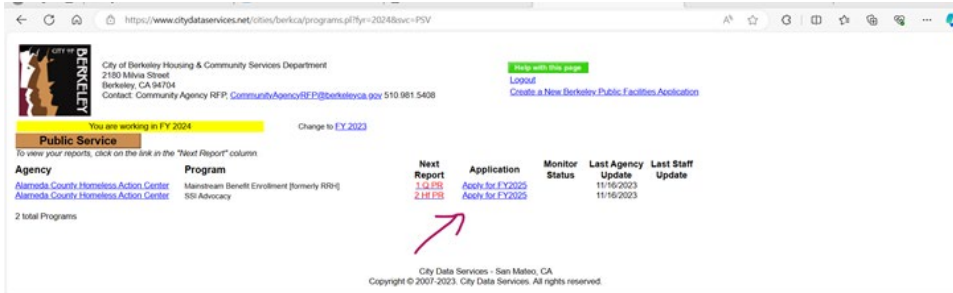 https://www.citydataservices.net/cities/berkca/programs.pl?fyr=2024&svc=PSV
CITY OF
BERKELEY
City of Berkeley Housing & Community Services Department
2180 Milvia Street
Berkeley, CA 94704
Contact: Community Agency RFP, CommunityAgencyRFP@berkeleyca.gov 510.981.5408
Help with this page
Logout
Create a New Berkeley Public Facilities Application
You are working in FY 2024 Change to FY 2023
Public Service
To view your reports, click on the link in the "Next Report" column.
Agency Program Next Report Application Monitor Status Last Agency Update Last Staff Update
Alameda County Homeless Action Center Mainstream Benefit Enrollment [formerly RRH] 1 Q PR Apply for FY2025 11/16/2023
Alameda County Homeless Action Center SSI Advocacy 2 Hf PR Apply for FY2025 11/16/2023
2 total Programs
City Data Services - San Mateo, CA
Copyright © 2007-2023. City Data Services. All rights reserved.